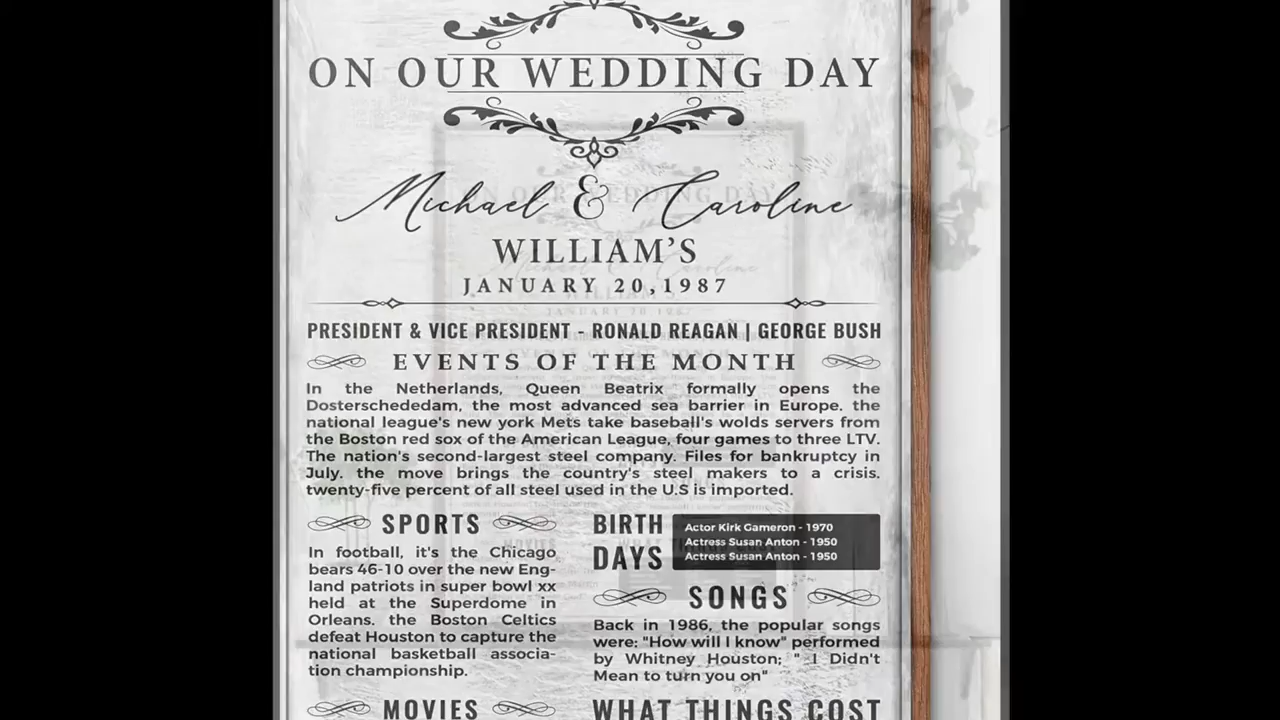 ON OUR WEDDING DAY
Michael & Caroline
WILLIAM'S
JANUARY 20,1987
PRESIDENT & VICE PRESIDENT - RONALD REAGAN | GEORGE BUSH
EVENTS OF THE MONTH
In the Netherlands, Queen Beatrix formally opens the
Dosterschededam, the most advanced sea barrier in Europe. the
national league's new york Mets take baseball's wolds servers from
the Boston red sox of the American League, four games to three LTV.
The nation's second-largest steel company. Files for bankruptcy in
July. the move brings the country's steel makers to a crisis.
twenty-five percent of all steel used in the U.S is imported.
SPORTS
In football, it's the Chicago
bears 46-10 over the new Eng-
land patriots in super bowl xx
held at the Superdome in
Orleans. the Boston Celtics
defeat Houston to capture the
national basketball associa-
tion championship.
MOVIES
BIRTH
DAYS
Actor Kirk Gameron - 1970
Actress Susan Anton - 1950
Actress Susan Anton - 1950
SONGS
Back in 1986, the popular songs
were; "How will I know" performed
by Whitney Houston; " I Didn't
Mean to turn you on"
WHAT THINGS COST